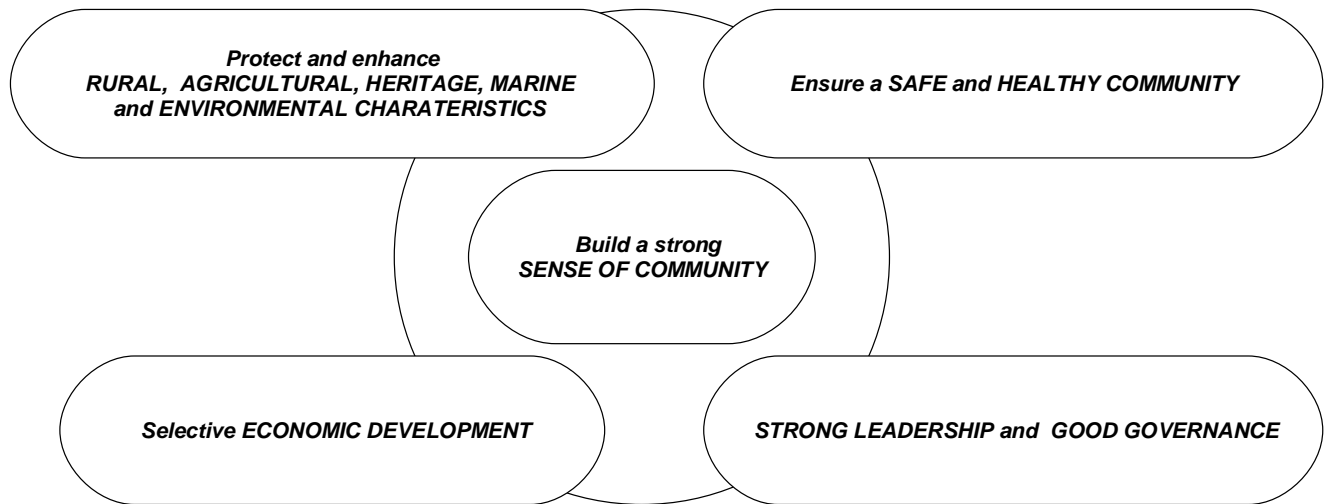 Protect and enhance
RURAL, AGRICULTURAL, HERITAGE, MARINE
and ENVIRONMENTAL CHARATERISTICS
Ensure a SAFE and HEALTHY COMMUNITY
Build a strong
SENSE OF COMMUNITY
Selective ECONOMIC DEVELOPMENT
STRONG LEADERSHIP and GOOD GOVERNANCE